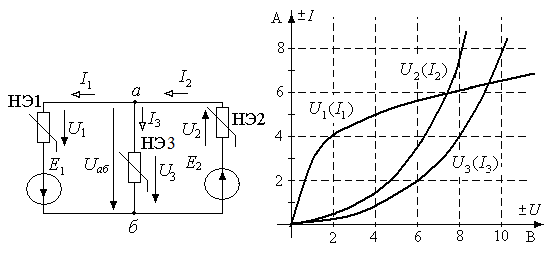 I₁
а
I₂
НЭ1
U₁
E₁
Uаб
I₃
НЭ3
U₃
U₂
НЭ2
E₂
б
А
±I
8
6
4
2
U₂(I₂)
U₁(I₁)
U₃(I₃)
±U
2 4 6 8 10 В